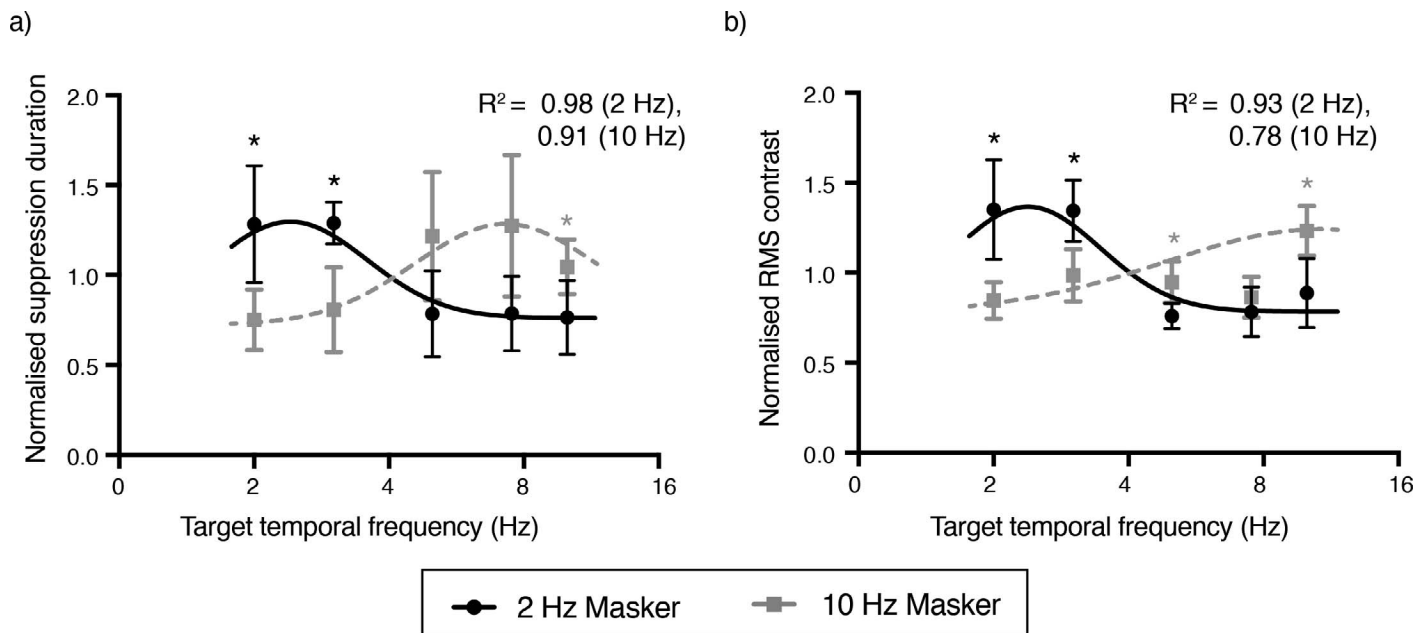 a)
Normalised suppression duration
2.0
1.5
1.0
0.5
0.0
R² = 0.98 (2 Hz),
0.91 (10 Hz)
*
*
*
0
2
4
8
16
Target temporal frequency (Hz)
b)
Normalised RMS contrast
2.0
1.5
1.0
0.5
0.0
R² = 0.93 (2 Hz),
0.78 (10 Hz)
*
*
*
*
0
2
4
8
16
Target temporal frequency (Hz)
2 Hz Masker
10 Hz Masker